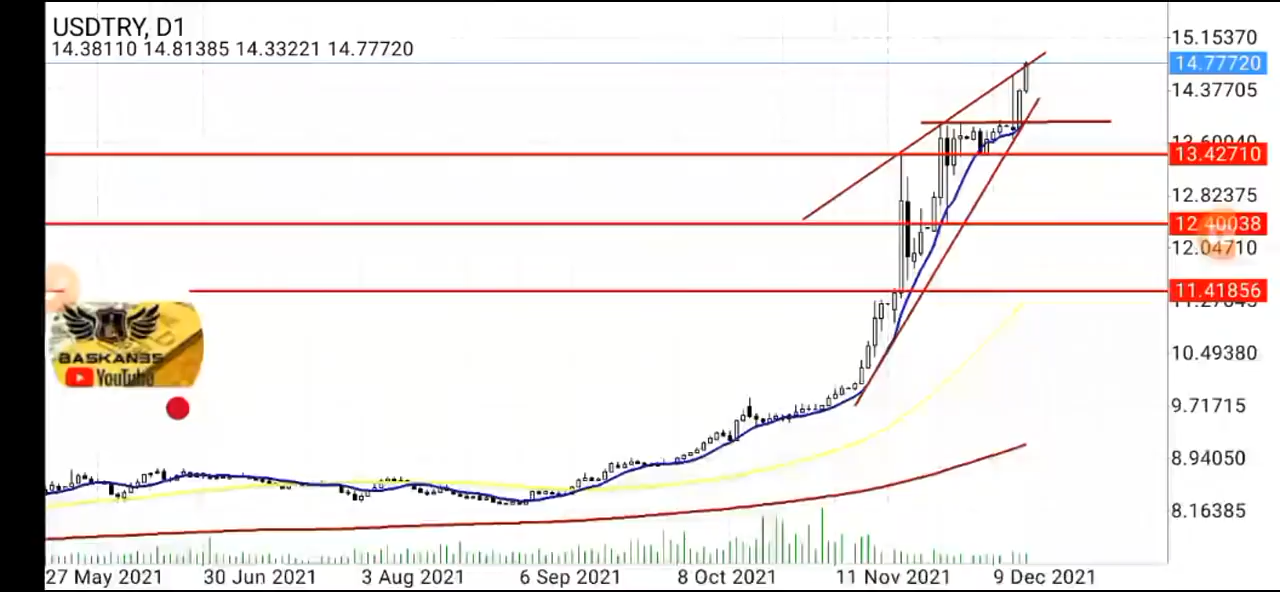 USDTRY, D1
14.38110 14.81385 14.33221 14.77720
15.15370
14.77720
14.37705
13.42710
12.82375
12.40038
12.04710
11.41856
10.49380
9.71715
8.94050
8.16385
BASKAN35
YouTube
27 May 2021 30 Jun 2021 3 Aug 2021 6 Sep 2021 8 Oct 2021 11 Nov 2021 9 Dec 2021